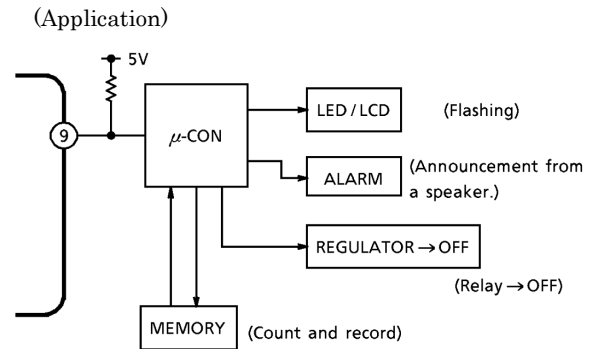 (Application)
5V
9
μ-CON
LED / LCD
(Flashing)
ALARM
(Announcement from
a speaker.)
REGULATOR → OFF
(Relay → OFF)
MEMORY
(Count and record)